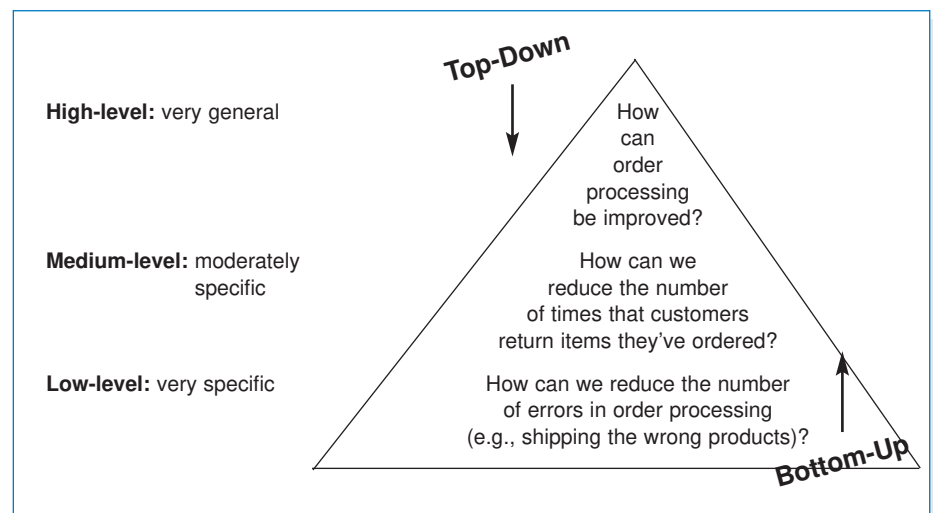 Top-Down
High-level: very general
How
can
order
processing
be improved?
Medium-level: moderately
specific
How can we
reduce the number
of times that customers
return items they've ordered?
Low-level: very specific
How can we reduce the number
of errors in order processing
(e.g., shipping the wrong products)?
Bottom-Up